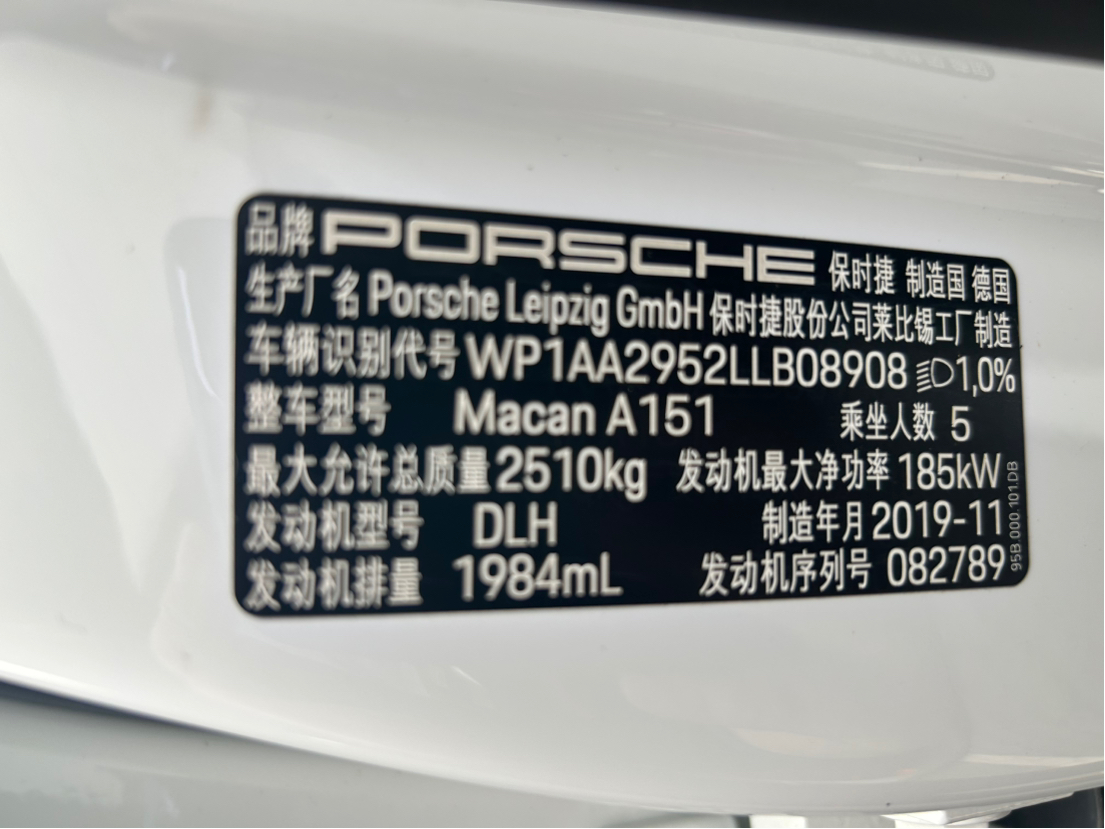 品牌 PORSCHE 保时捷 制造国 德国
生产厂名 Porsche Leipzig GmbH 保时捷股份公司莱比锡工厂制造
车辆识别代号 WP1AA2952LLB08908 1,0%
整车型号 Macan A151 乘坐人数 5
最大允许总质量 2510kg 发动机最大净功率 185kW
发动机型号 DLH 制造年月 2019-11
发动机排量 1984mL 发动机序列号 082789
95B.000.101.DB